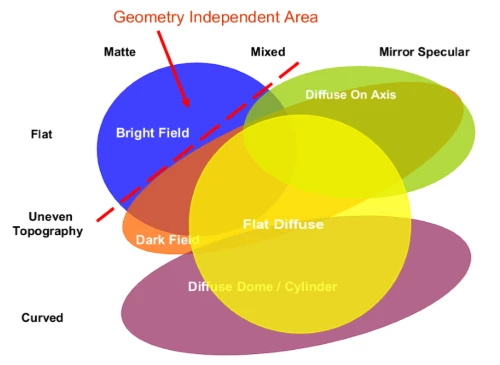 Geometry Independent Area
Matte
Mixed
Mirror Specular
Diffuse On Axis
Flat
Bright Field
Uneven
Topography
Flat Diffuse
Dark Field
Diffuse Dome / Cylinder
Curved